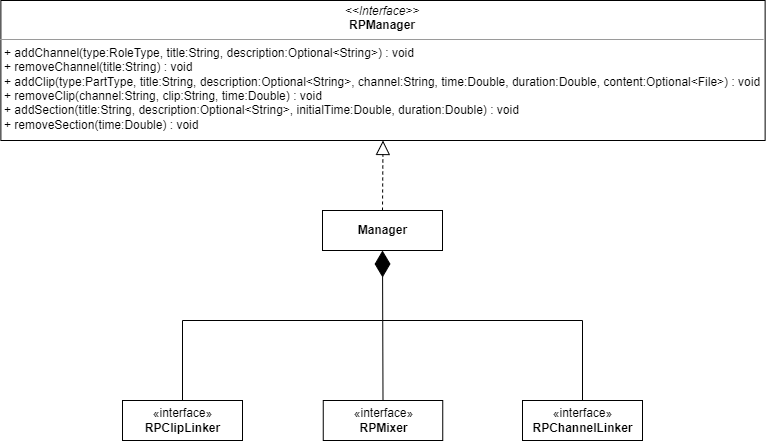 <<Interface>>
RPManager
+ addChannel(type:RoleType, title:String, description:Optional<String>) : void
+ removeChannel(title:String) : void
+ addClip(type:PartType, title:String, description:Optional<String>, channel:String, time:Double, duration:Double, content:Optional<File>) : void
+ removeClip(channel:String, clip:String, time:Double) : void
+ addSection(title:String, description:Optional<String>, initialTime:Double, duration:Double) : void
+ removeSection(time:Double) : void
Manager
«interface» «interface» «interface»
RPClipLinker RPMixer RPChannelLinker